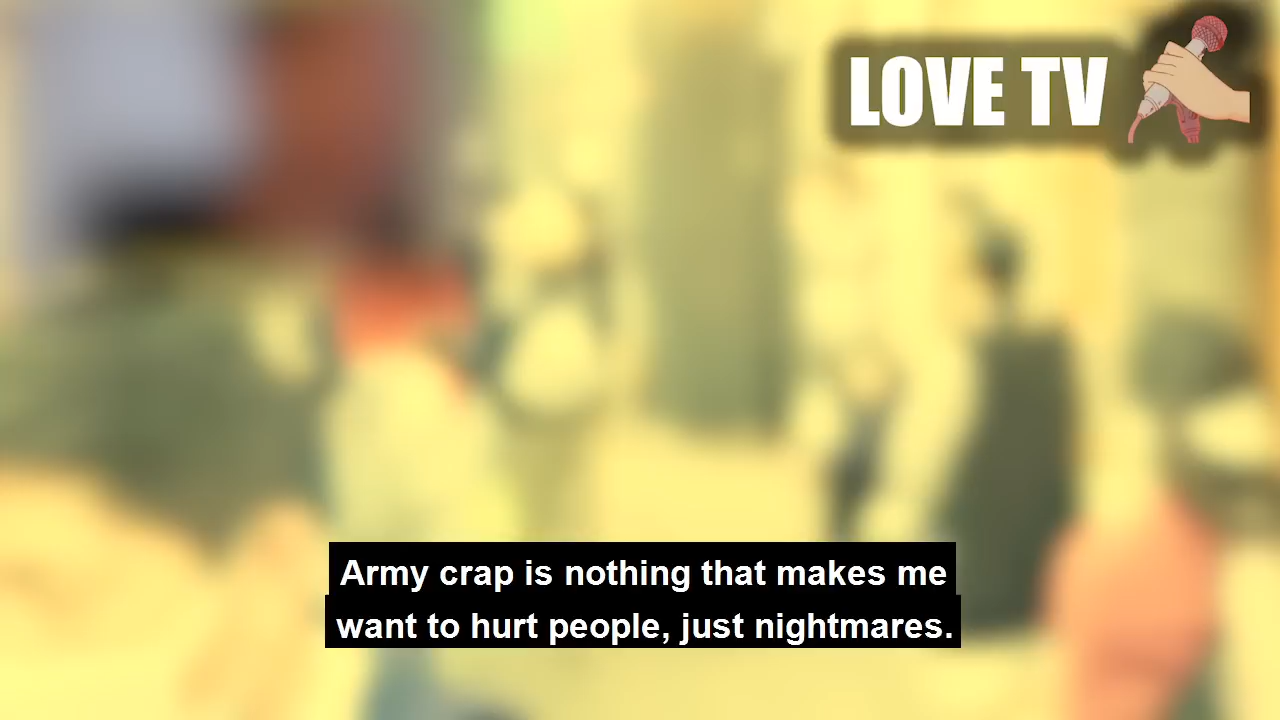 LOVE TV
Army crap is nothing that makes me
want to hurt people, just nightmares.